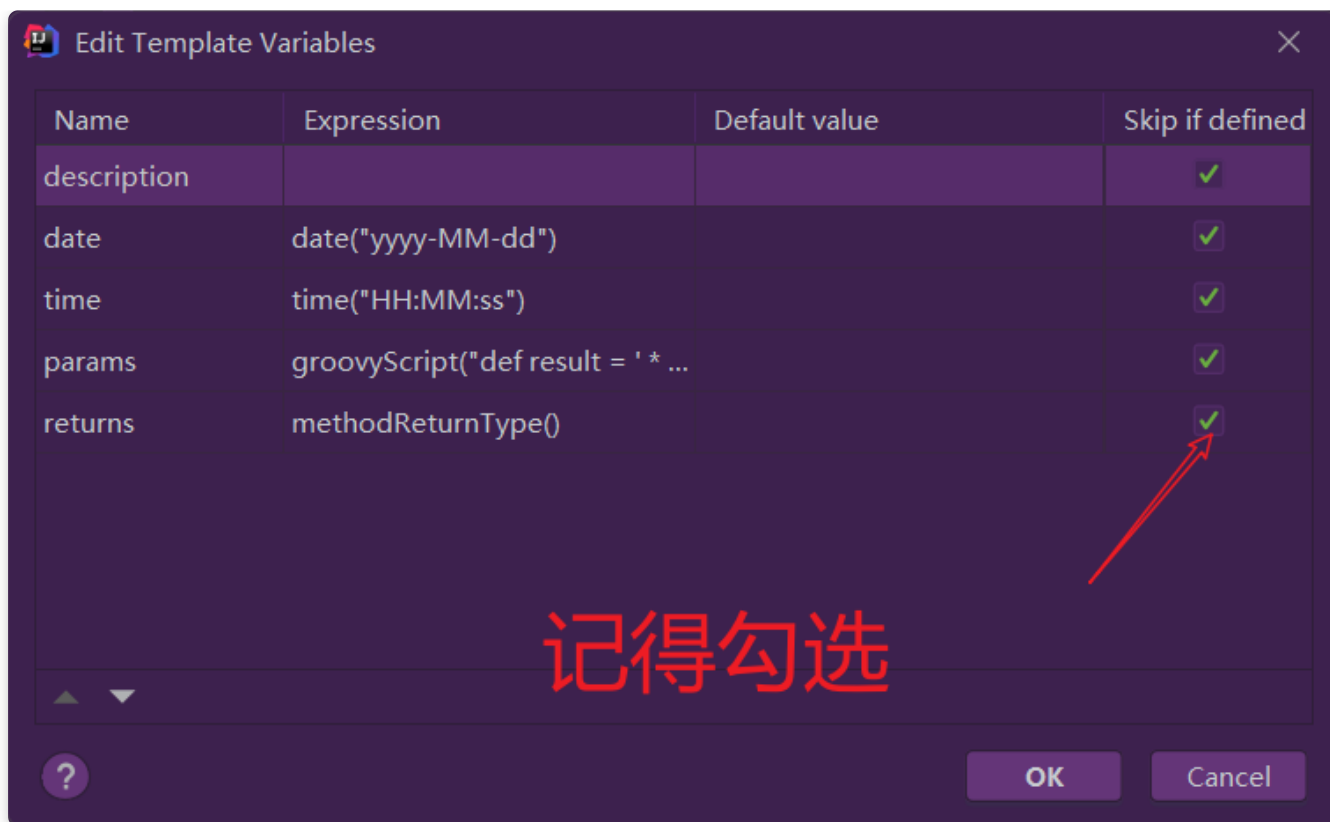 Edit Template Variables
Name Expression Default value Skip if defined
description
date date("yyyy-MM-dd")
time time("HH:MM:ss")
params groovyScript("def result = ' * ...
returns methodReturnType()
记得勾选
? OK Cancel